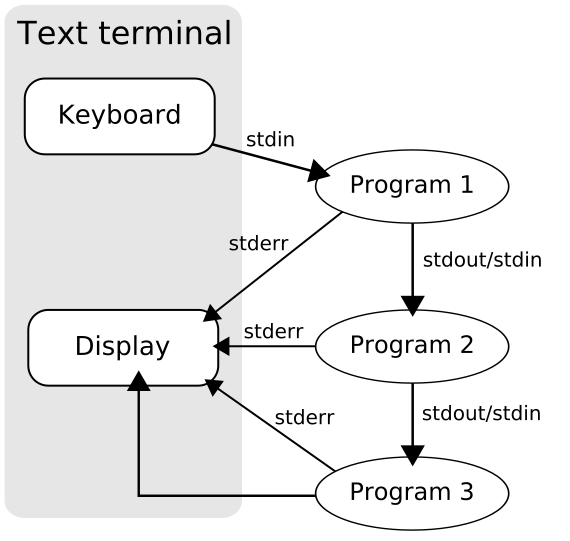 Text terminal
Keyboard
stdin
Program 1
stderr
stdout/stdin
Display
stderr
Program 2
stderr
stdout/stdin
Program 3